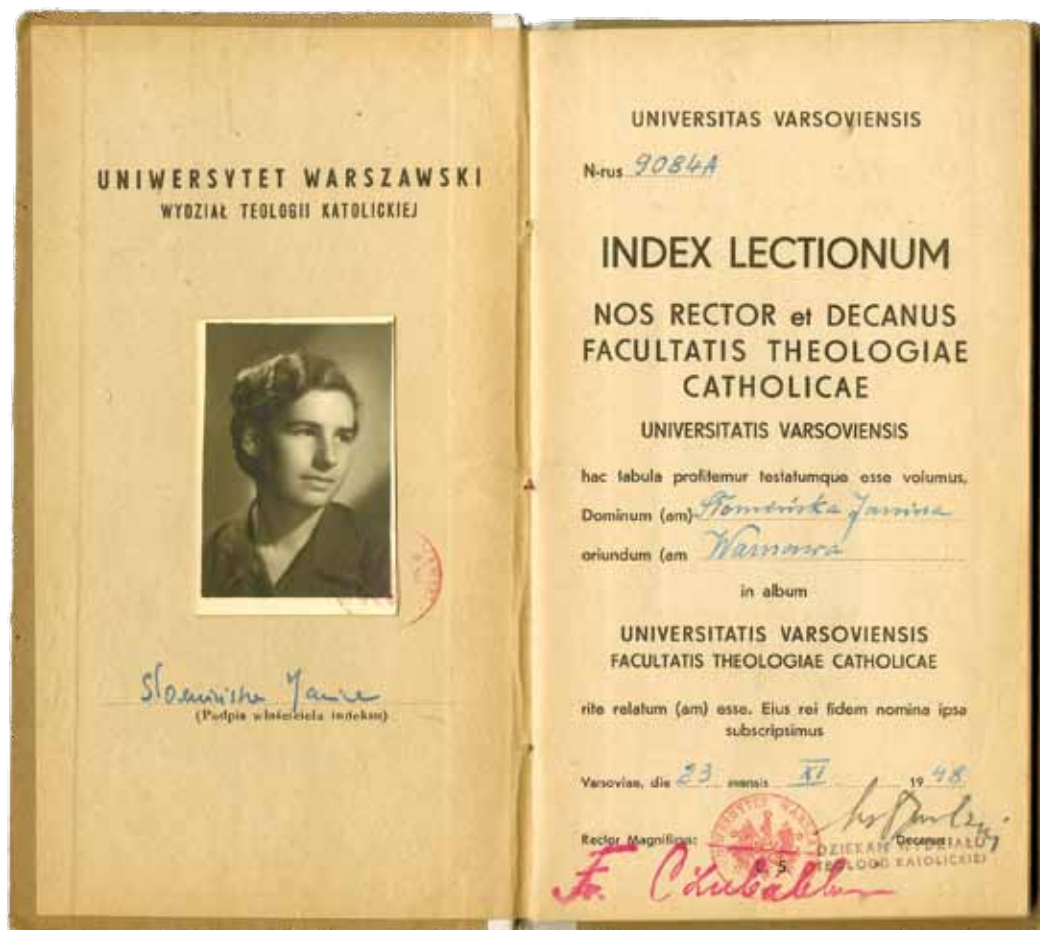 UNIWERSYTET WARSZAWSKI
WYDZIAŁ TEOLOGII KATOLICKIEJ
Słomińska Janina
(Podpis właściciela indeksu)
UNIVERSITAS VARSOVIENSIS
N-rus 9084A
INDEX LECTIONUM
NOS RECTOR et DECANUS
FACULTATIS THEOLOGIAE
CATHOLICAE
UNIVERSITATIS VARSOVIENSIS
hac tabula profitemur testatumque esse volumus,
Dominum (am) Słomińska Janina
oriundum (am Warszawa
in album
UNIVERSITATIS VARSOVIENSIS
FACULTATIS THEOLOGIAE CATHOLICAE
rite relatum (am) esse. Eius rei fidem nomina ipsa
subscripsimus
Varsoviae, die 23 mensis XI 1948
Rector Magnificus: Decanus
DZIEKAN WYDZIAŁU
TEOLOGII KATOLICKIEJ
Fr. Czubalski